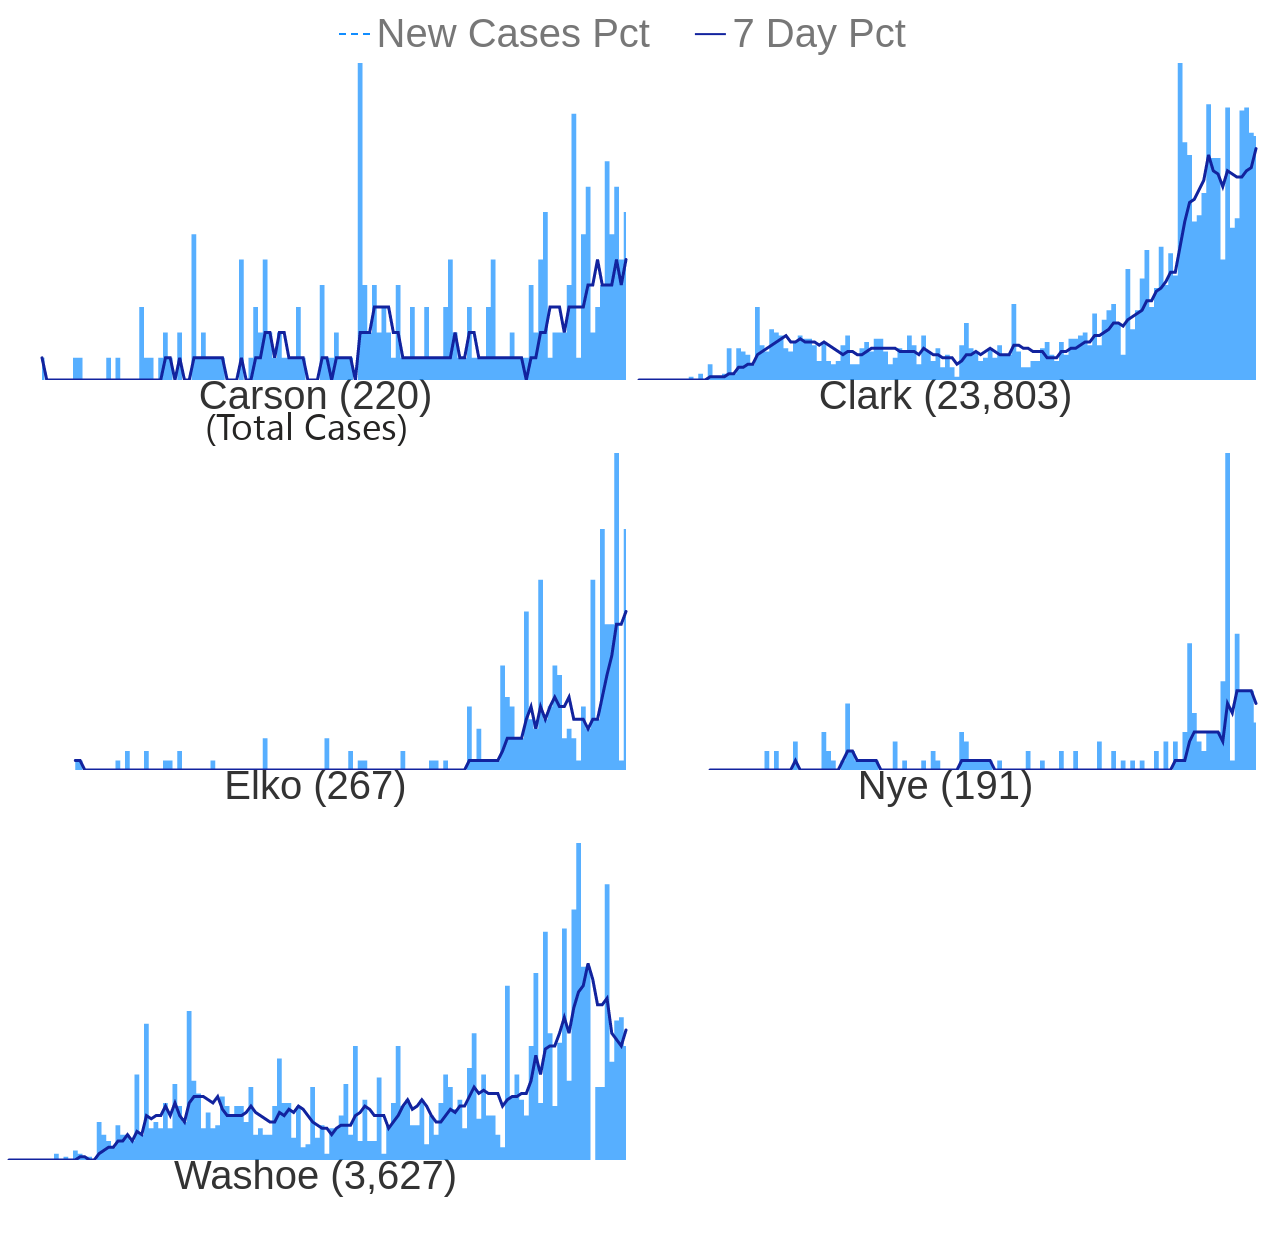 New Cases Pct 7 Day Pct
Carson (220)
(Total Cases)
Clark (23,803)
Elko (267)
Nye (191)
Washoe (3,627)